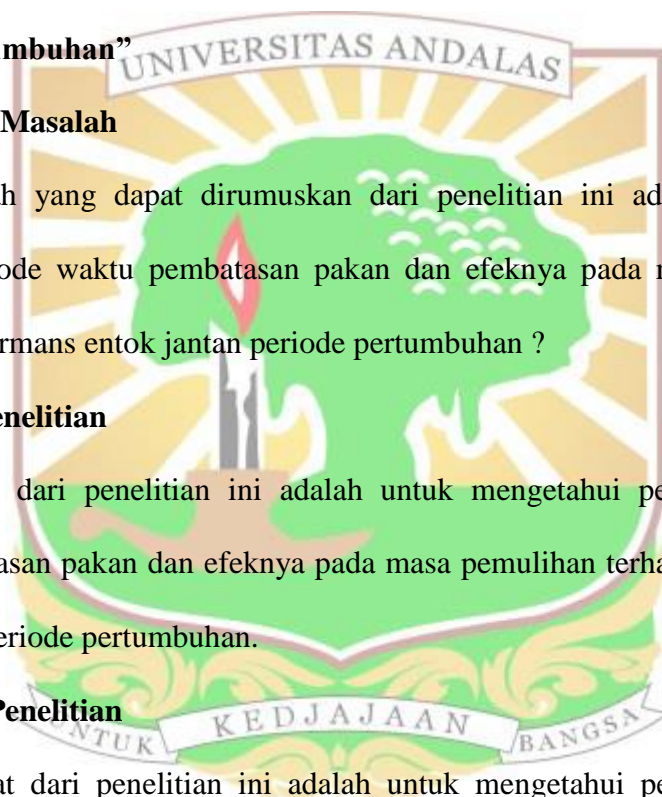 mbuhan”
UNIVERSITAS ANDALAS
Masalah
h yang dapat dirumuskan dari penelitian ini ad
ode waktu pembatasan pakan dan efeknya pada m
rmans entok jantan periode pertumbuhan ?
enelitian
dari penelitian ini adalah untuk mengetahui pe
asan pakan dan efeknya pada masa pemulihan terha
eriode pertumbuhan.
Penelitian
UNTUK KEDJAJAAN BANGSA
at dari penelitian ini adalah untuk mengetahui pe